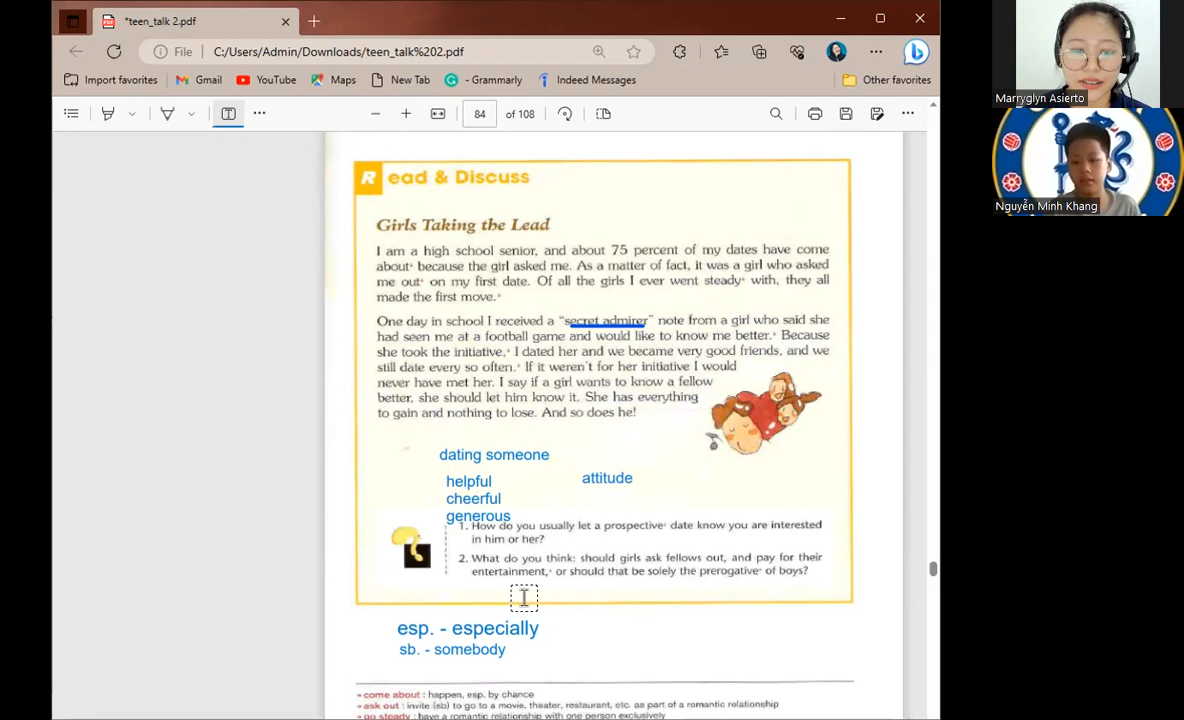 *teen_talk 2.pdf
File C:/Users/Admin/Downloads/teen_talk%202.pdf
Import favorites Gmail YouTube Maps New Tab - Grammarly Indeed Messages Other favorites
84 of 108
Marryglyn Asierto
Nguyễn Minh Khang
Read & Discuss
Girls Taking the Lead
I am a high school senior, and about 75 percent of my dates have come
about* because the girl asked me. As a matter of fact, it was a girl who asked
me out* on my first date. Of all the girls I ever went steady* with, they all
made the first move.*
One day in school I received a "secret admirer" note from a girl who said she
had seen me at a football game and would like to know me better.* Because
she took the initiative,* I dated her and we became very good friends, and we
still date every so often.* If it weren't for her initiative I would
never have met her. I say if a girl wants to know a fellow
better, she should let him know it. She has everything
to gain and nothing to lose. And so does he!
dating someone
attitude
helpful
cheerful
generous
1. How do you usually let a prospective* date know you are interested
in him or her?
2. What do you think: should girls ask fellows out, and pay for their
entertainment,* or should that be solely the prerogative* of boys?
esp. - especially
sb. - somebody
come about : happen, esp. by chance
ask out : invite (sb) to go to a movie, theater, restaurant, etc. as part of a romantic relationship
go steady : have a romantic relationship with one person exclusively